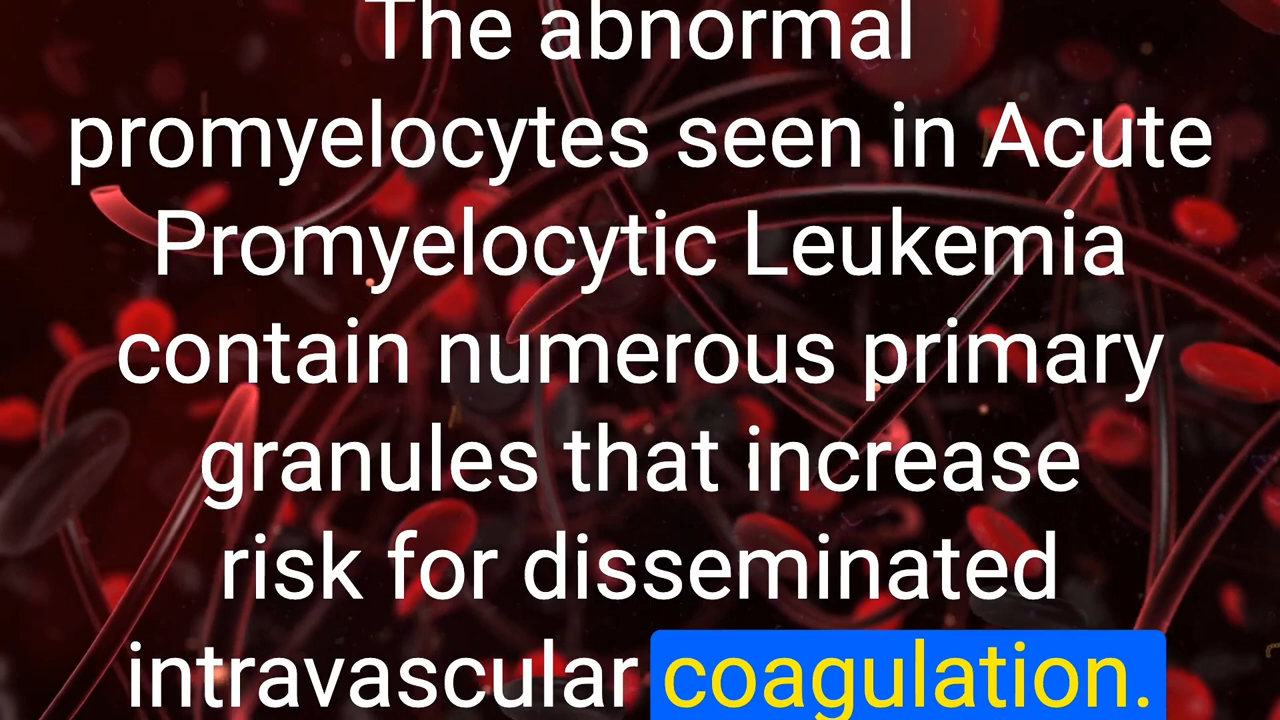 The abnormal
promyelocytes seen in Acute
Promyelocytic Leukemia
contain numerous primary
granules that increase
risk for disseminated
intravascular coagulation.